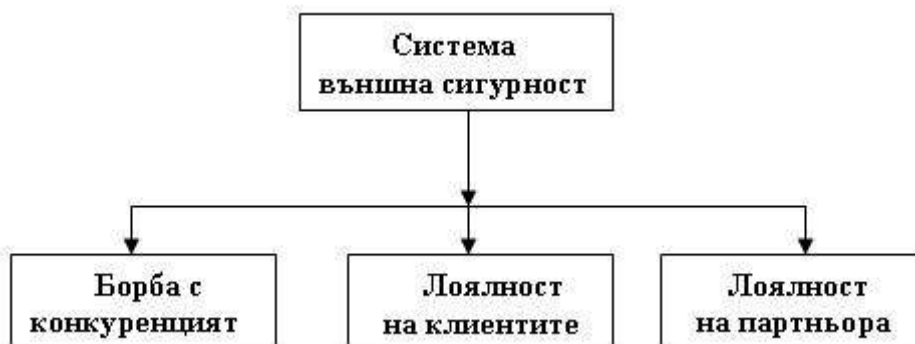 Система
външна сигурност
Борба с
конкуренцият
Лоялност
на клиентите
Лоялност
на партньора